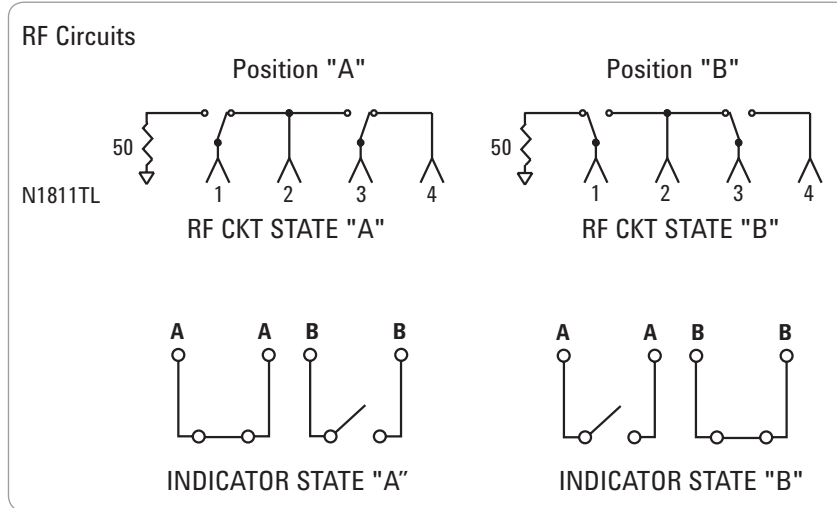 RF Circuits
Position "A" Position "B"
50 50
N1811TL 1 2 3 4 1 2 3 4
RF CKT STATE "A" RF CKT STATE "B"
A A B B A A B B
INDICATOR STATE "A” INDICATOR STATE "B"